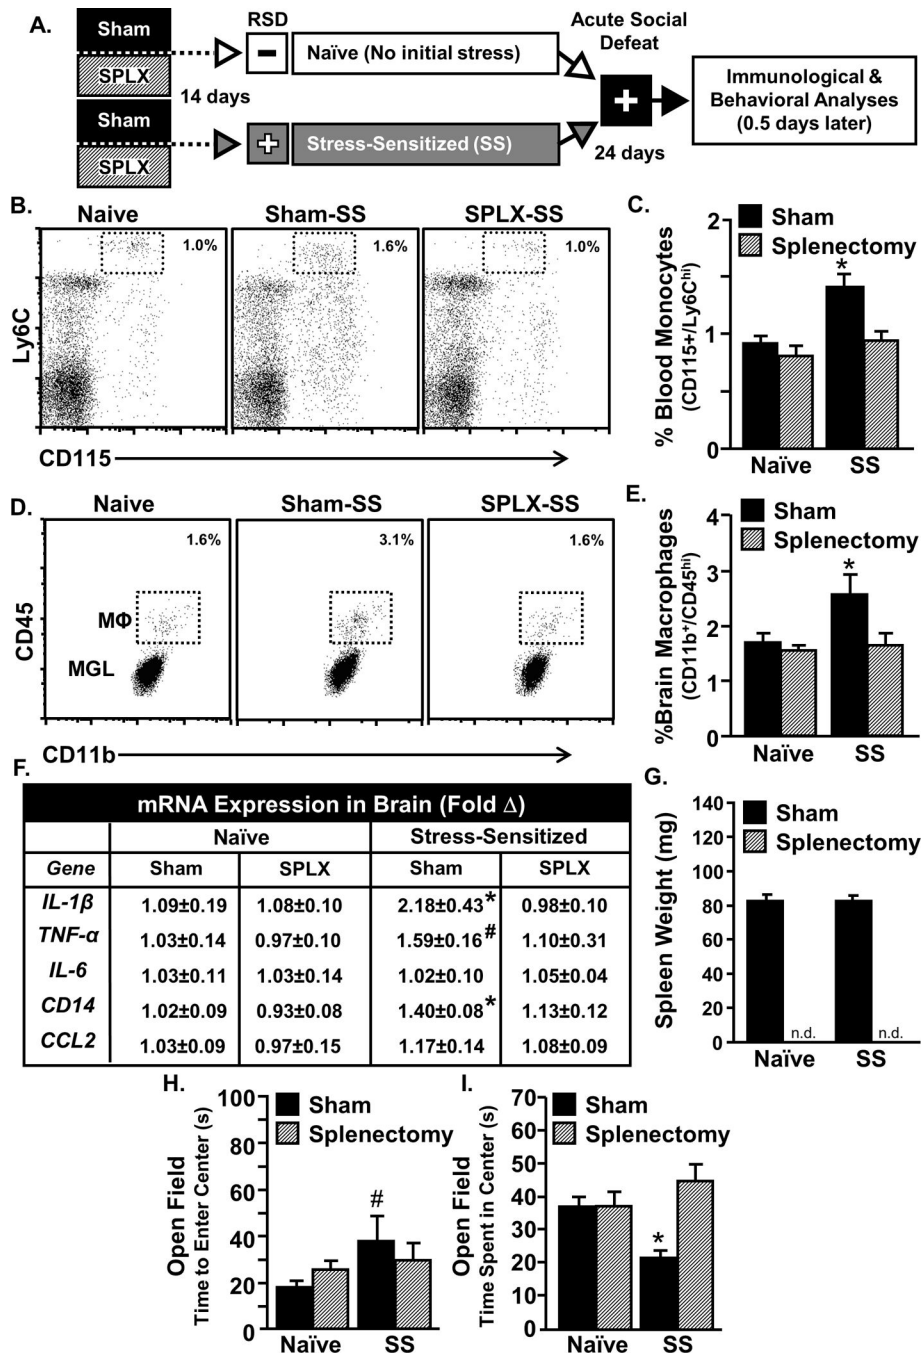 A.
Sham
SPLX
Sham
SPLX
14 days
RSD
–
+
Naïve (No initial stress)
Stress-Sensitized (SS)
Acute Social
Defeat
+
24 days
Immunological &
Behavioral Analyses
(0.5 days later)
B.
Naive
Sham-SS
SPLX-SS
1.0%
1.6%
1.0%
Ly6C
CD115
C.
Sham
Splenectomy
% Blood Monocytes
(CD115+/Ly6Chi)
2
1
0
*
Naïve
SS
D.
Naive
Sham-SS
SPLX-SS
1.6%
3.1%
1.6%
MΦ
MGL
CD45
CD11b
E.
Sham
Splenectomy
%Brain Macrophages
(CD11b+/CD45hi)
4
3
2
1
0
*
Naïve
SS
F.
mRNA Expression in Brain (Fold Δ)
Naïve Stress-Sensitized
Gene Sham SPLX Sham SPLX
IL-1β 1.09±0.19 1.08±0.10 2.18±0.43* 0.98±0.10
TNF-α 1.03±0.14 0.97±0.10 1.59±0.16# 1.10±0.31
IL-6 1.03±0.11 1.03±0.14 1.02±0.10 1.05±0.04
CD14 1.02±0.09 0.93±0.08 1.40±0.08* 1.13±0.12
CCL2 1.03±0.09 0.97±0.15 1.17±0.14 1.08±0.09
G.
Sham
Splenectomy
Spleen Weight (mg)
140
120
100
80
60
40
20
0
n.d.
n.d.
Naïve
SS
H.
Sham
Splenectomy
Open Field
Time to Enter Center (s)
100
80
60
40
20
0
#
Naïve
SS
I.
Sham
Splenectomy
Open Field
Time Spent in Center (s)
70
60
50
40
30
20
10
0
*
Naïve
SS